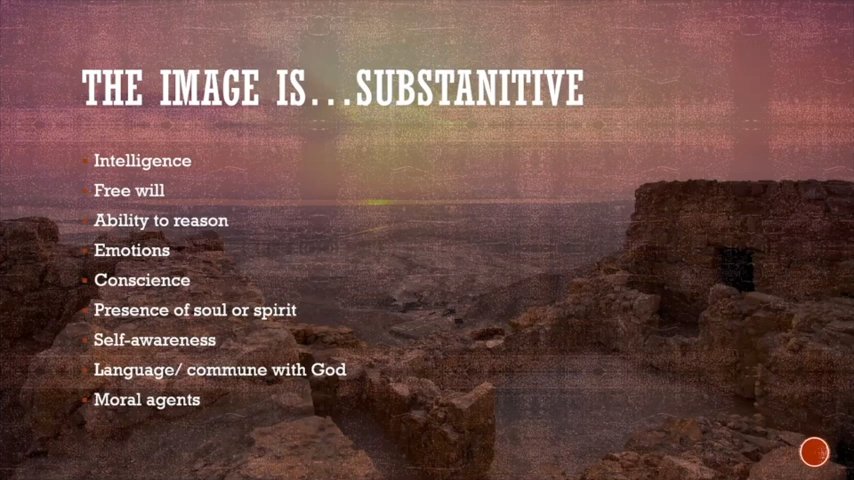 THE IMAGE IS...SUBSTANITIVE
Intelligence
Free will
Ability to reason
Emotions
Conscience
Presence of soul or spirit
Self-awareness
Language/ commune with God
Moral agents